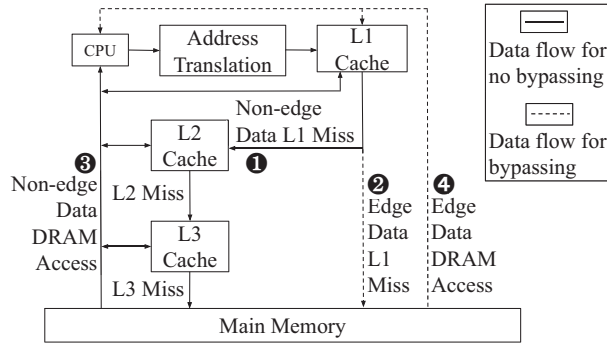 CPU
Address
Translation
L1
Cache
Data flow for
no bypassing
Data flow for
bypassing
Non-edge
Data L1 Miss
L2
Cache
❶
❸
Non-edge
Data
DRAM
Access
L2 Miss
L3
Cache
L3 Miss
❷
Edge
Data
L1
Miss
❹
Edge
Data
DRAM
Access
Main Memory